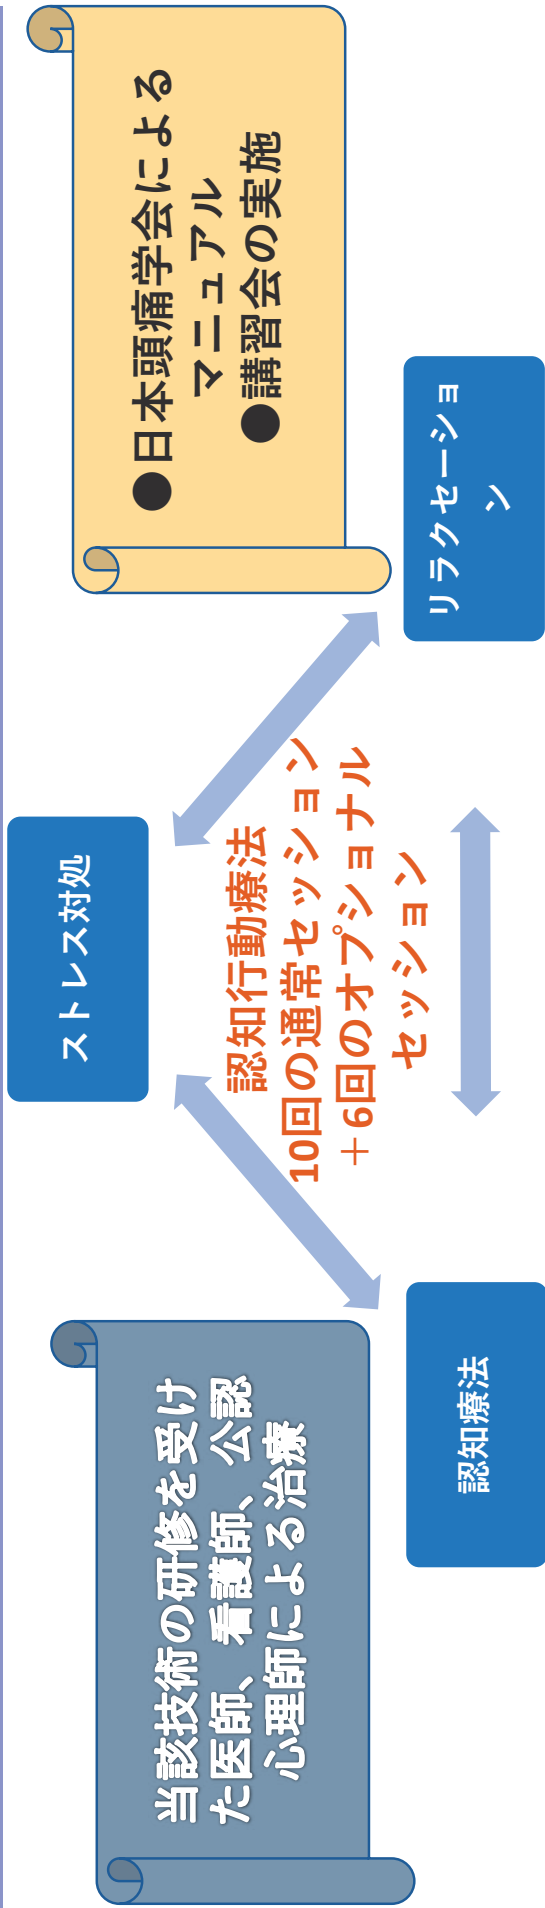 当該技術の研修を受け
た医師、看護師、公認
心理師による治療
ストレス対処
●日本頭痛学会による
マニュアル
●講習会の実施
認知行動療法
10回の通常セッション
＋6回のオプショナル
セッション
認知療法
リラクセーショ
ン